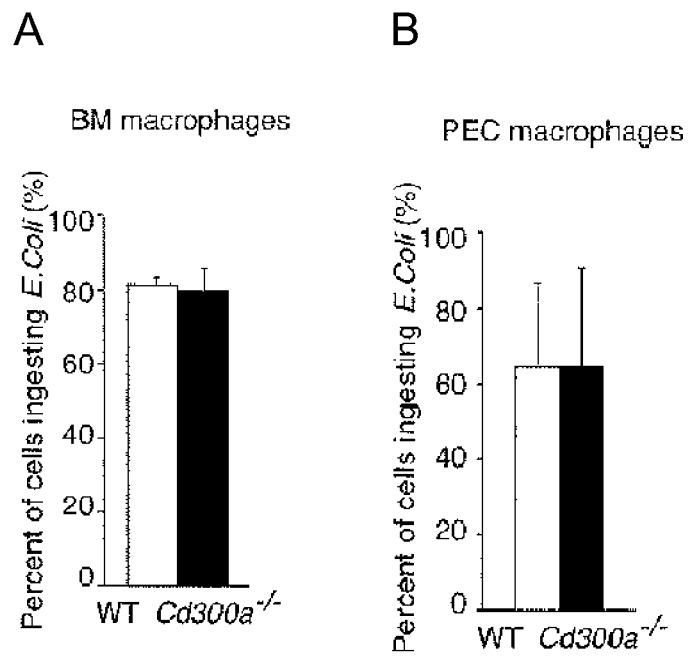 A
BM macrophages
Percent of cells ingesting E.Coli (%)
100
80
60
40
20
0
WT Cd300a-/-
B
PEC macrophages
Percent of cells ingesting E.Coli (%)
100
80
60
40
20
0
WT Cd300a-/-